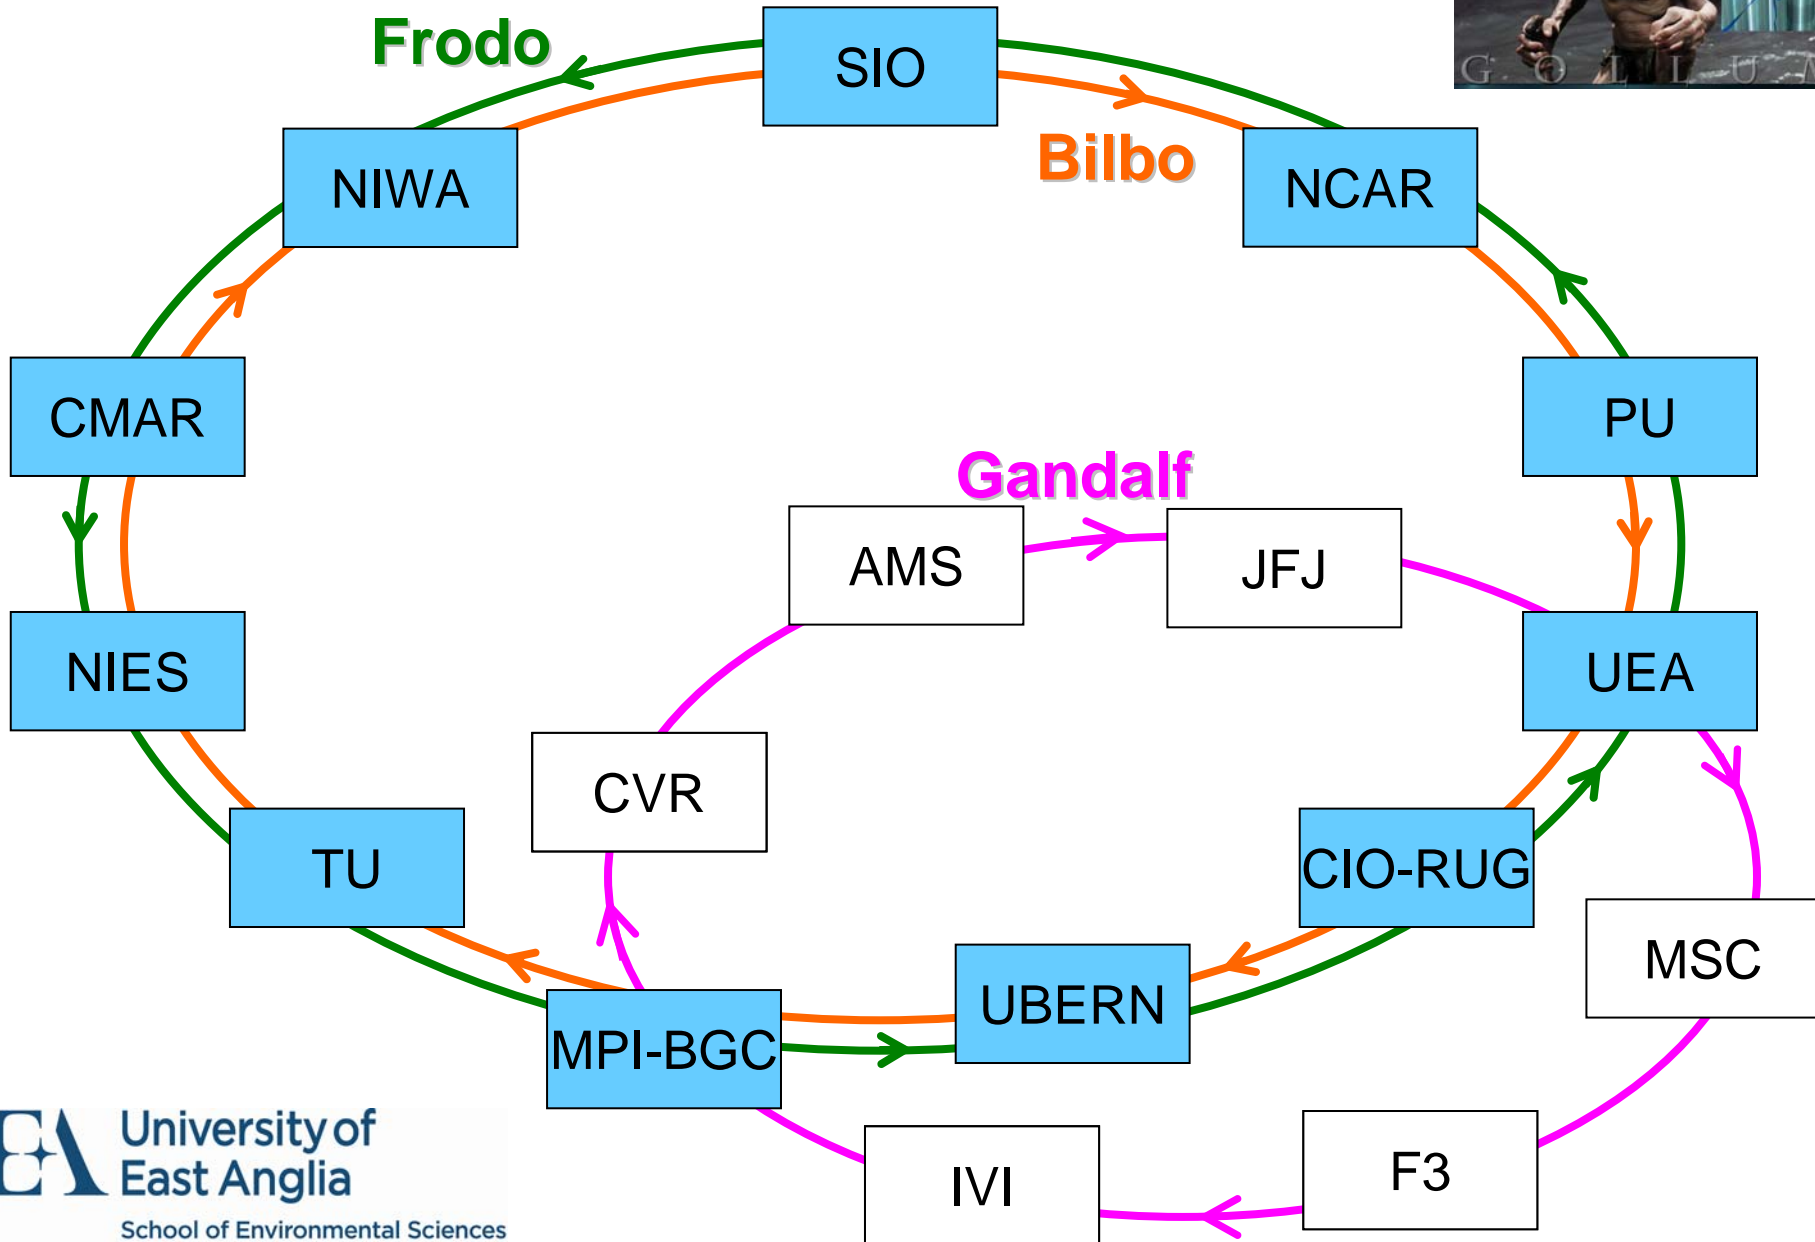 Frodo
SIO
GOLLUM
Bilbo
NIWA
NCAR
CMAR
PU
Gandalf
AMS
JFJ
NIES
UEA
CVR
TU
CIO-RUG
MSC
UBERN
MPI-BGC
University of
East Anglia
School of Environmental Sciences
IVI
F3